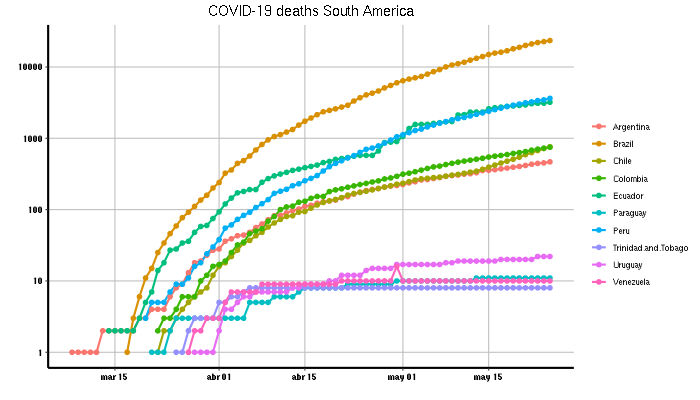 COVID-19 deaths South America
10000
1000
100
10
1
mar 15
abr 01
abr 15
may 01
may 15
Argentina
Brazil
Chile
Colombia
Ecuador
Paraguay
Peru
Trinidad.and.Tobago
Uruguay
Venezuela